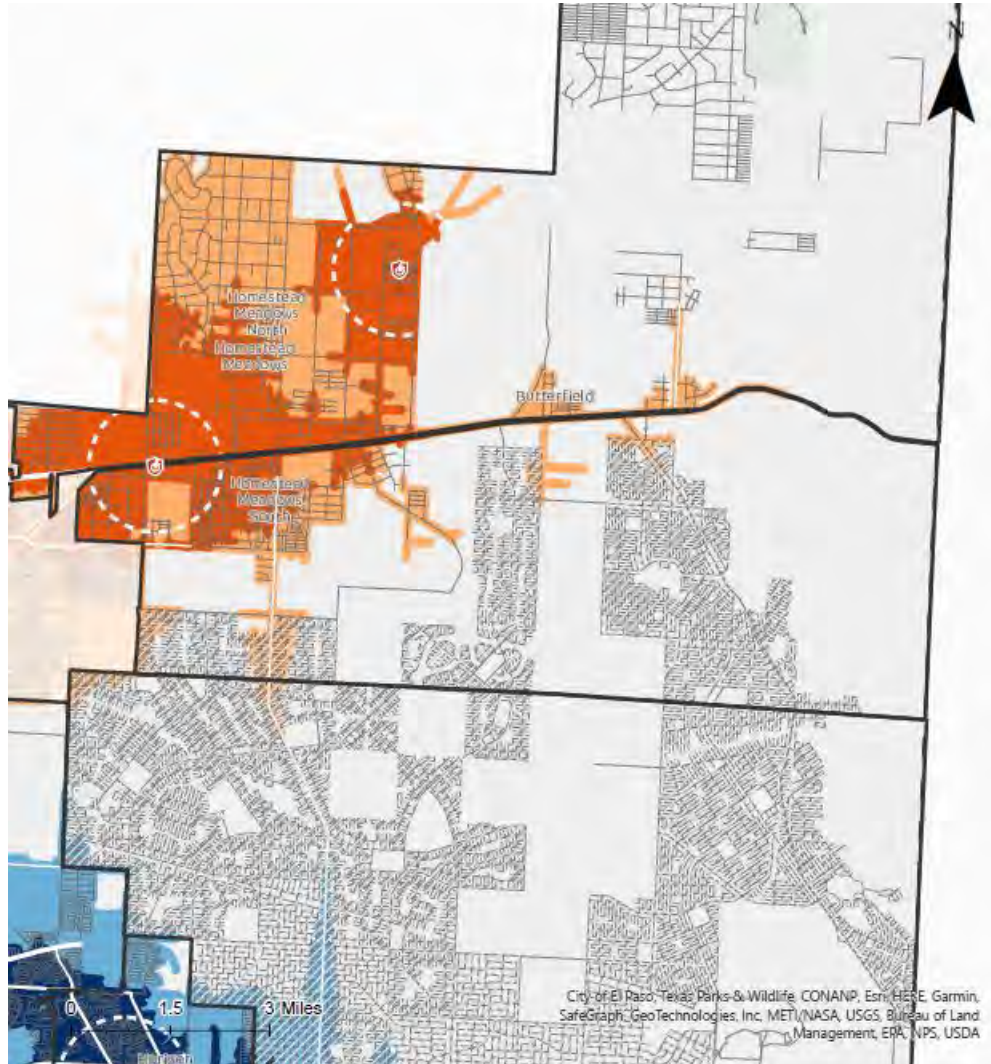 N
Homestead
Meadows
North
Homestead
Meadows
Butterfield
Homestead
Meadows
South
0 1.5 3 Miles
City of El Paso, Texas Parks & Wildlife, CONANP, Esri, HERE, Garmin,
SafeGraph, GeoTechnologies, Inc, METI/NASA, USGS, Bureau of Land
Management, EPA, NPS, USDA